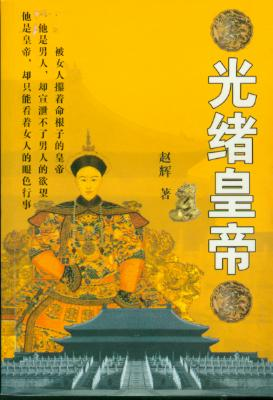 光绪皇帝
赵辉 著
被女人攥着命根子的皇帝
他是男人，却宣泄不了男人的欲望
他是皇帝，却只能看着女人的眼色行事